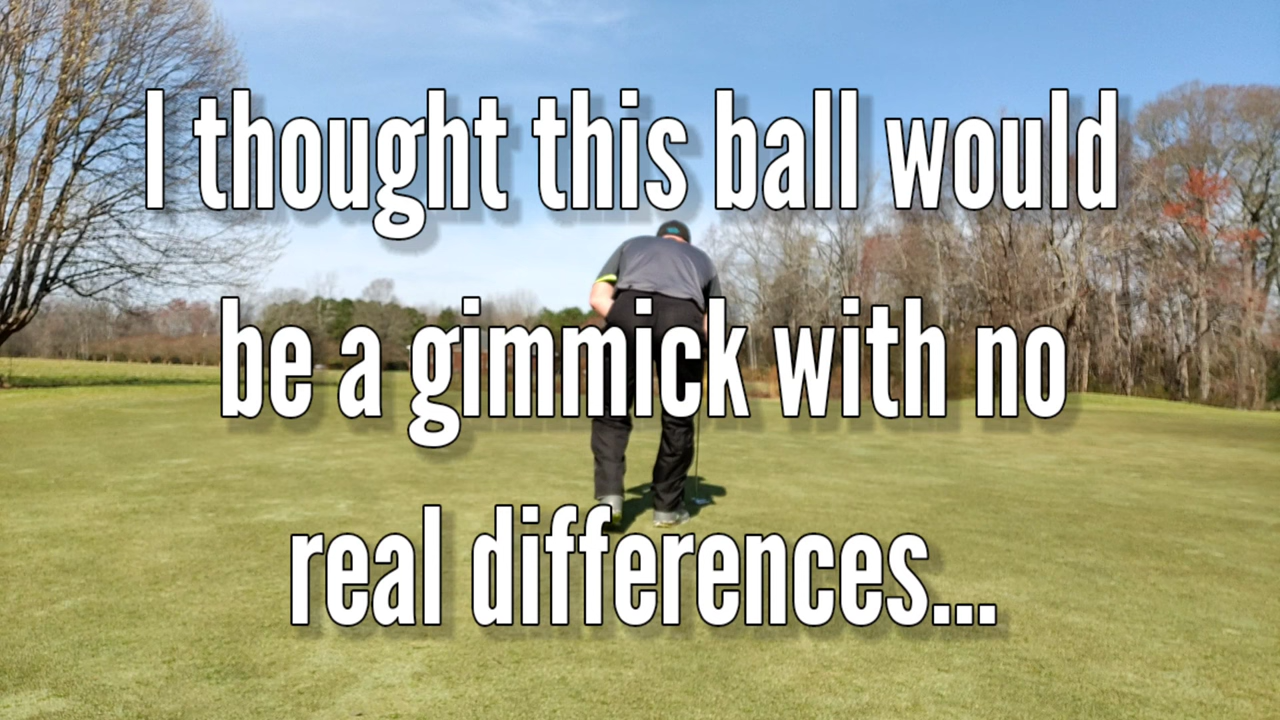 I thought this ball would
be a gimmick with no
real differences...